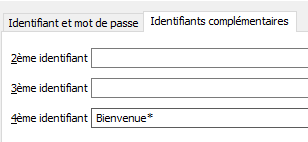 Identifiant et mot de passe Identifiants complémentaires
2ème identifiant
3ème identifiant
4ème identifiant Bienvenue*